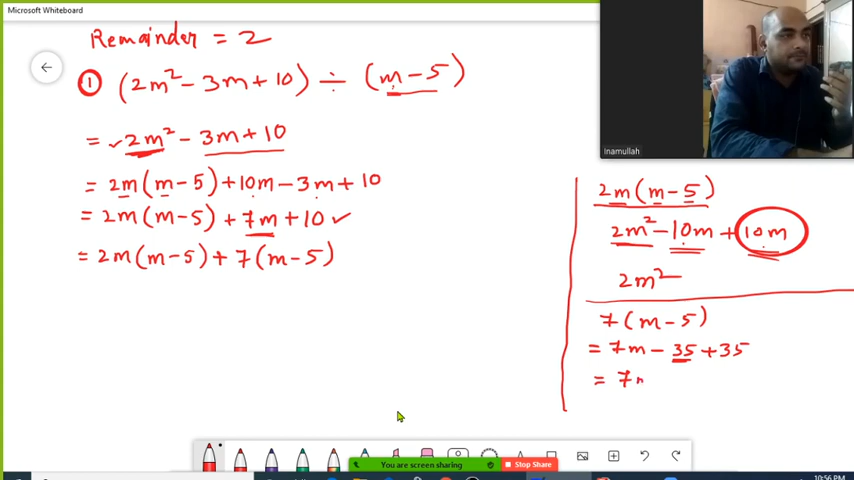 Microsoft Whiteboard
Remainder = 2
① (2m² - 3m + 10) ÷ (m - 5)
= ✓2m² - 3m + 10
= 2m(m - 5) + 10m - 3m + 10
= 2m(m - 5) + 7m + 10 ✓
= 2m(m - 5) + 7(m - 5)
Inamullah
2m(m - 5)
2m² - 10m + 10m
2m²
7(m - 5)
= 7m - 35 + 35
= 7m
You are screen sharing
Stop Share
10:56 PM